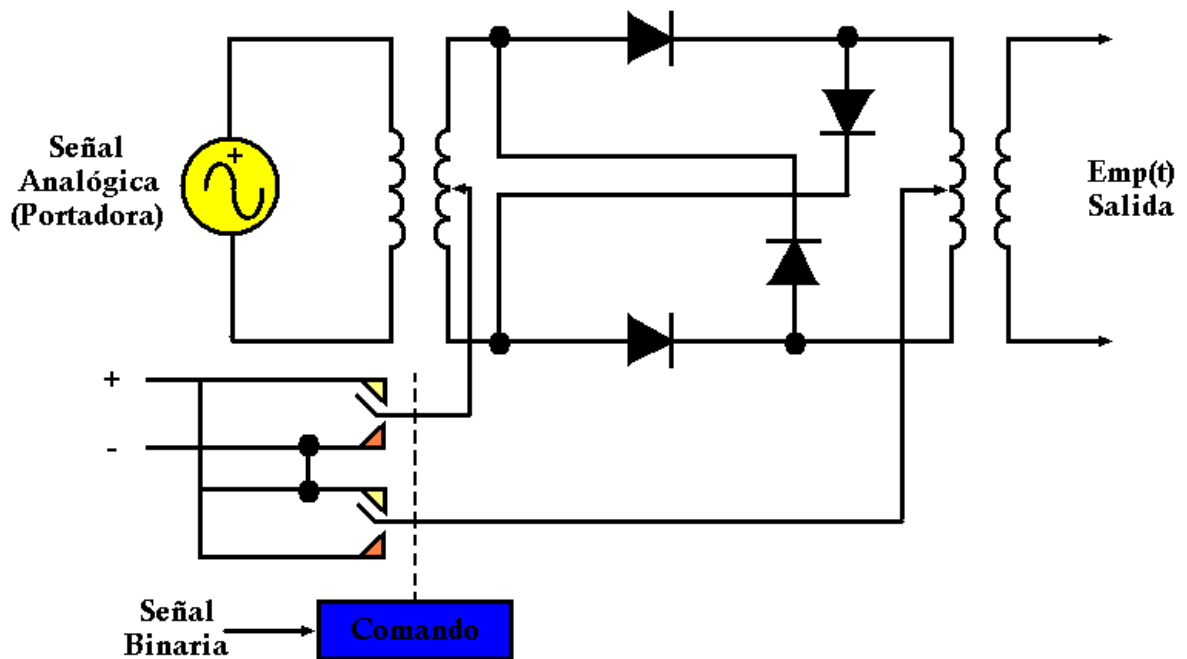 Señal
Analógica
(Portadora)
+
Emp(t)
Salida
+
-
Señal
Binaria
Comando